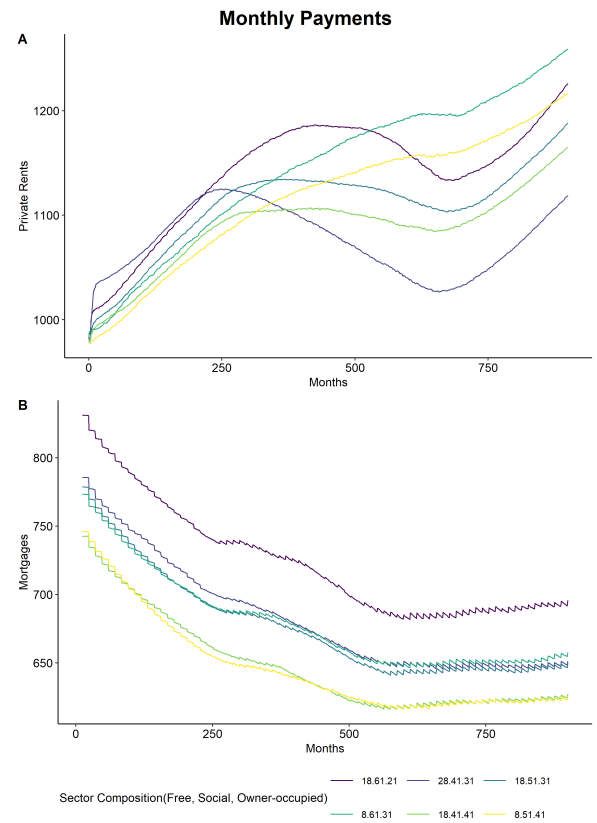 Monthly Payments
A
Private Rents
1200
1100
1000
0 250 500 750
Months
B
Mortgages
800
750
700
650
0 250 500 750
Months
Sector Composition(Free, Social, Owner-occupied)
18.61.21 28.41.31 18.51.31
8.61.31 18.41.41 8.51.41